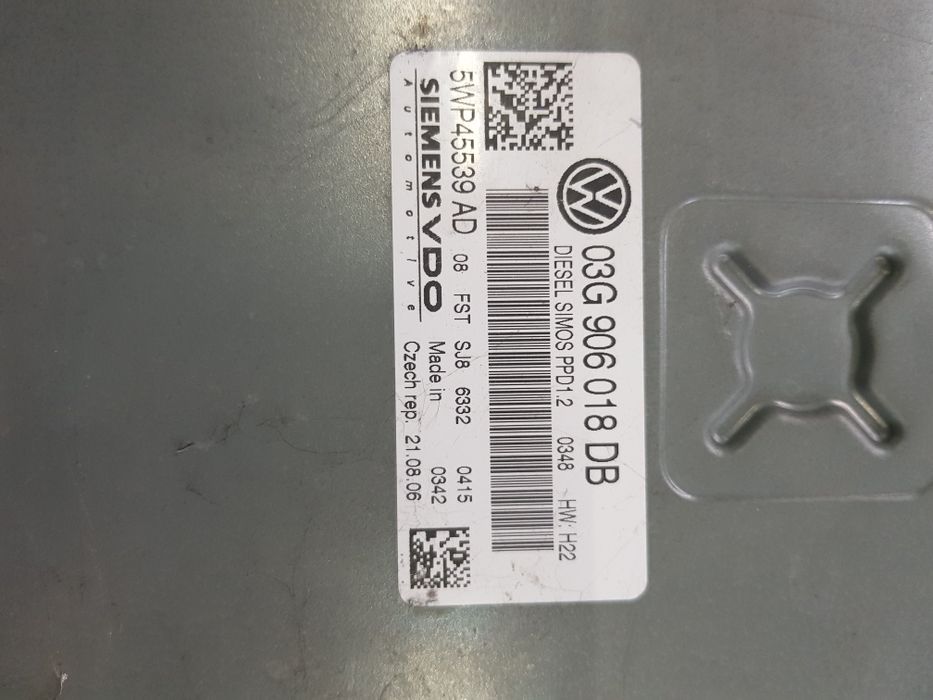 03G 906 018 DB
DIESEL SIMOS PPD1.2 0348 HW: H22
5WP45539 AD 08 FST SJ8 6332 0415
SIEMENS VDO
Automotive
Made in 0342
Czech rep. 21.08.06